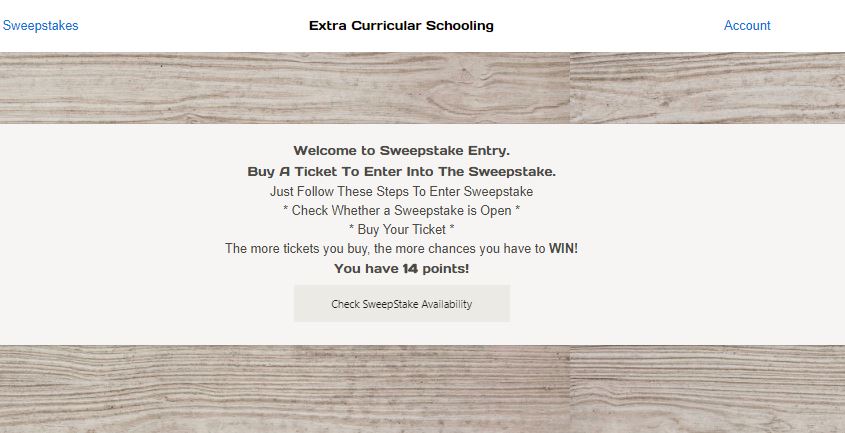 Sweepstakes
Extra Curricular Schooling
Account
Welcome to Sweepstake Entry.
Buy A Ticket To Enter Into The Sweepstake.
Just Follow These Steps To Enter Sweepstake
* Check Whether a Sweepstake is Open *
* Buy Your Ticket *
The more tickets you buy, the more chances you have to WIN!
You have 14 points!
Check SweepStake Availability